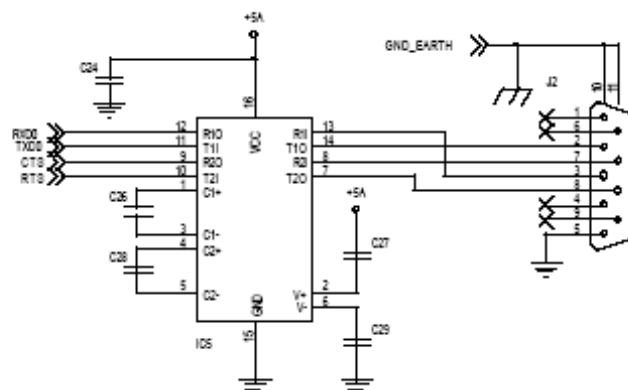 +5A
GND_EARTH
C24
J2
10
11
16
VCC
RXD0
12
R1O
R1I
13
1
6
TXD0
11
T1I
T1O
14
2
CTS
9
R2O
R2I
8
7
RTS
10
T2I
T2O
7
3
8
1
C1+
+5A
4
C26
9
3
C1-
5
4
C2+
C27
C28
5
C2-
V+
2
V-
6
GND
15
C29
IC5